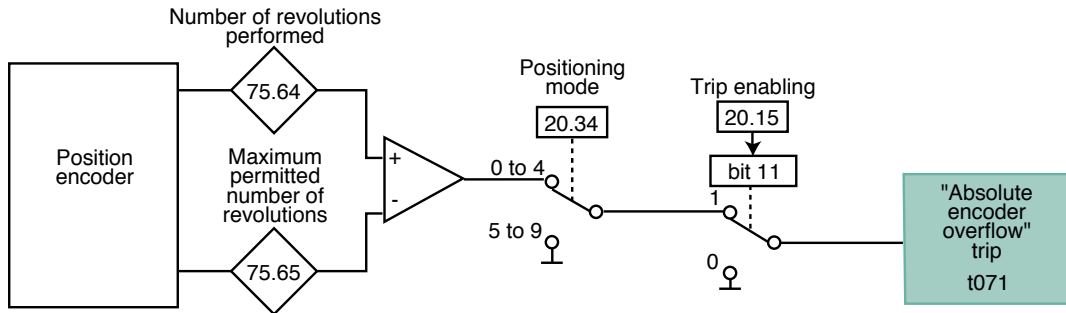 Number of revolutions
performed
75.64
Position
encoder
Maximum
permitted
number of
revolutions
75.65
+
-
Positioning
mode
20.34
0 to 4
5 to 9
Trip enabling
20.15
bit 11
1
0
"Absolute
encoder
overflow"
trip
t071